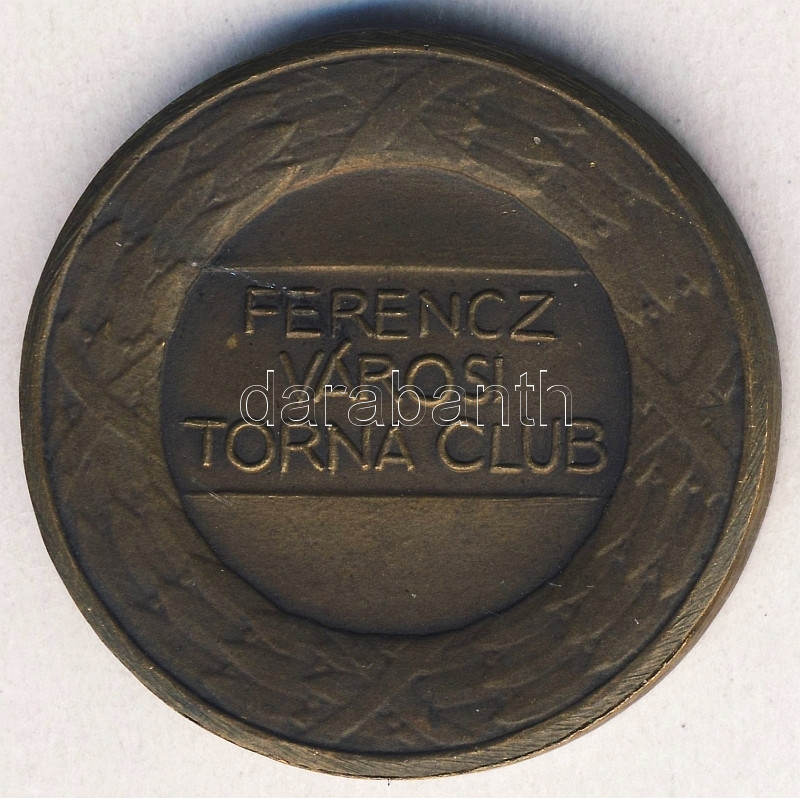 FERENCZ
VÁROSI
darabanth
TORNA CLUB